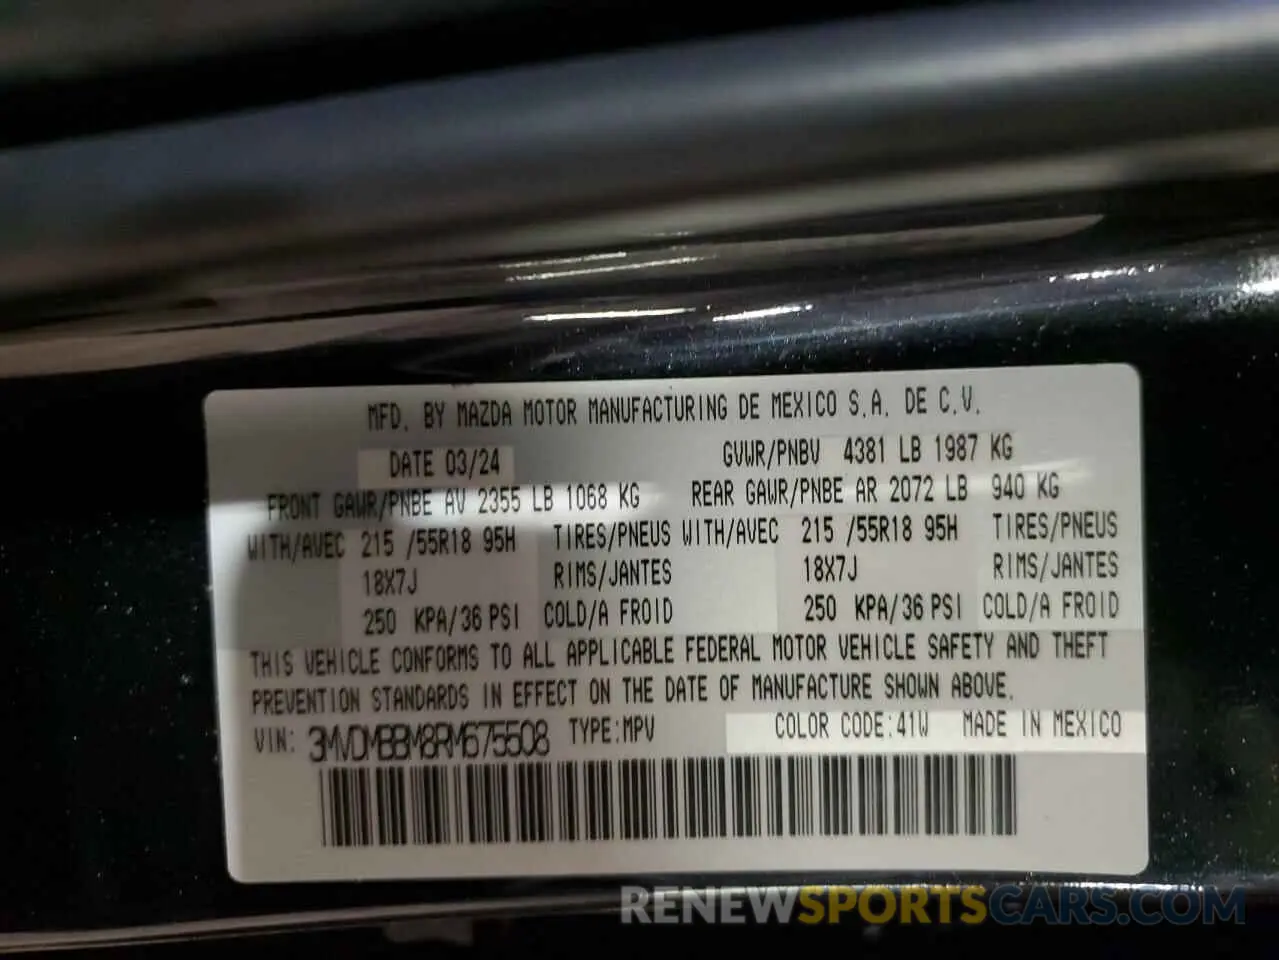 MFD. BY MAZDA MOTOR MANUFACTURING DE MEXICO S.A. DE C.V.
DATE 03/24 GVWR/PNBV 4381 LB 1987 KG
FRONT GAWR/PNBE AV 2355 LB 1068 KG REAR GAWR/PNBE AR 2072 LB 940 KG
WITH/AVEC 215 /55R18 95H TIRES/PNEUS WITH/AVEC 215 /55R18 95H TIRES/PNEUS
18X7J RIMS/JANTES 18X7J RIMS/JANTES
250 KPA/36 PSI COLD/A FROID 250 KPA/36 PSI COLD/A FROID
THIS VEHICLE CONFORMS TO ALL APPLICABLE FEDERAL MOTOR VEHICLE SAFETY AND THEFT
PREVENTION STANDARDS IN EFFECT ON THE DATE OF MANUFACTURE SHOWN ABOVE.
VIN: 3MVDMBBM8RM675508 TYPE:MPV COLOR CODE:41W MADE IN MEXICO
RENEWSPORTSCARS.COM